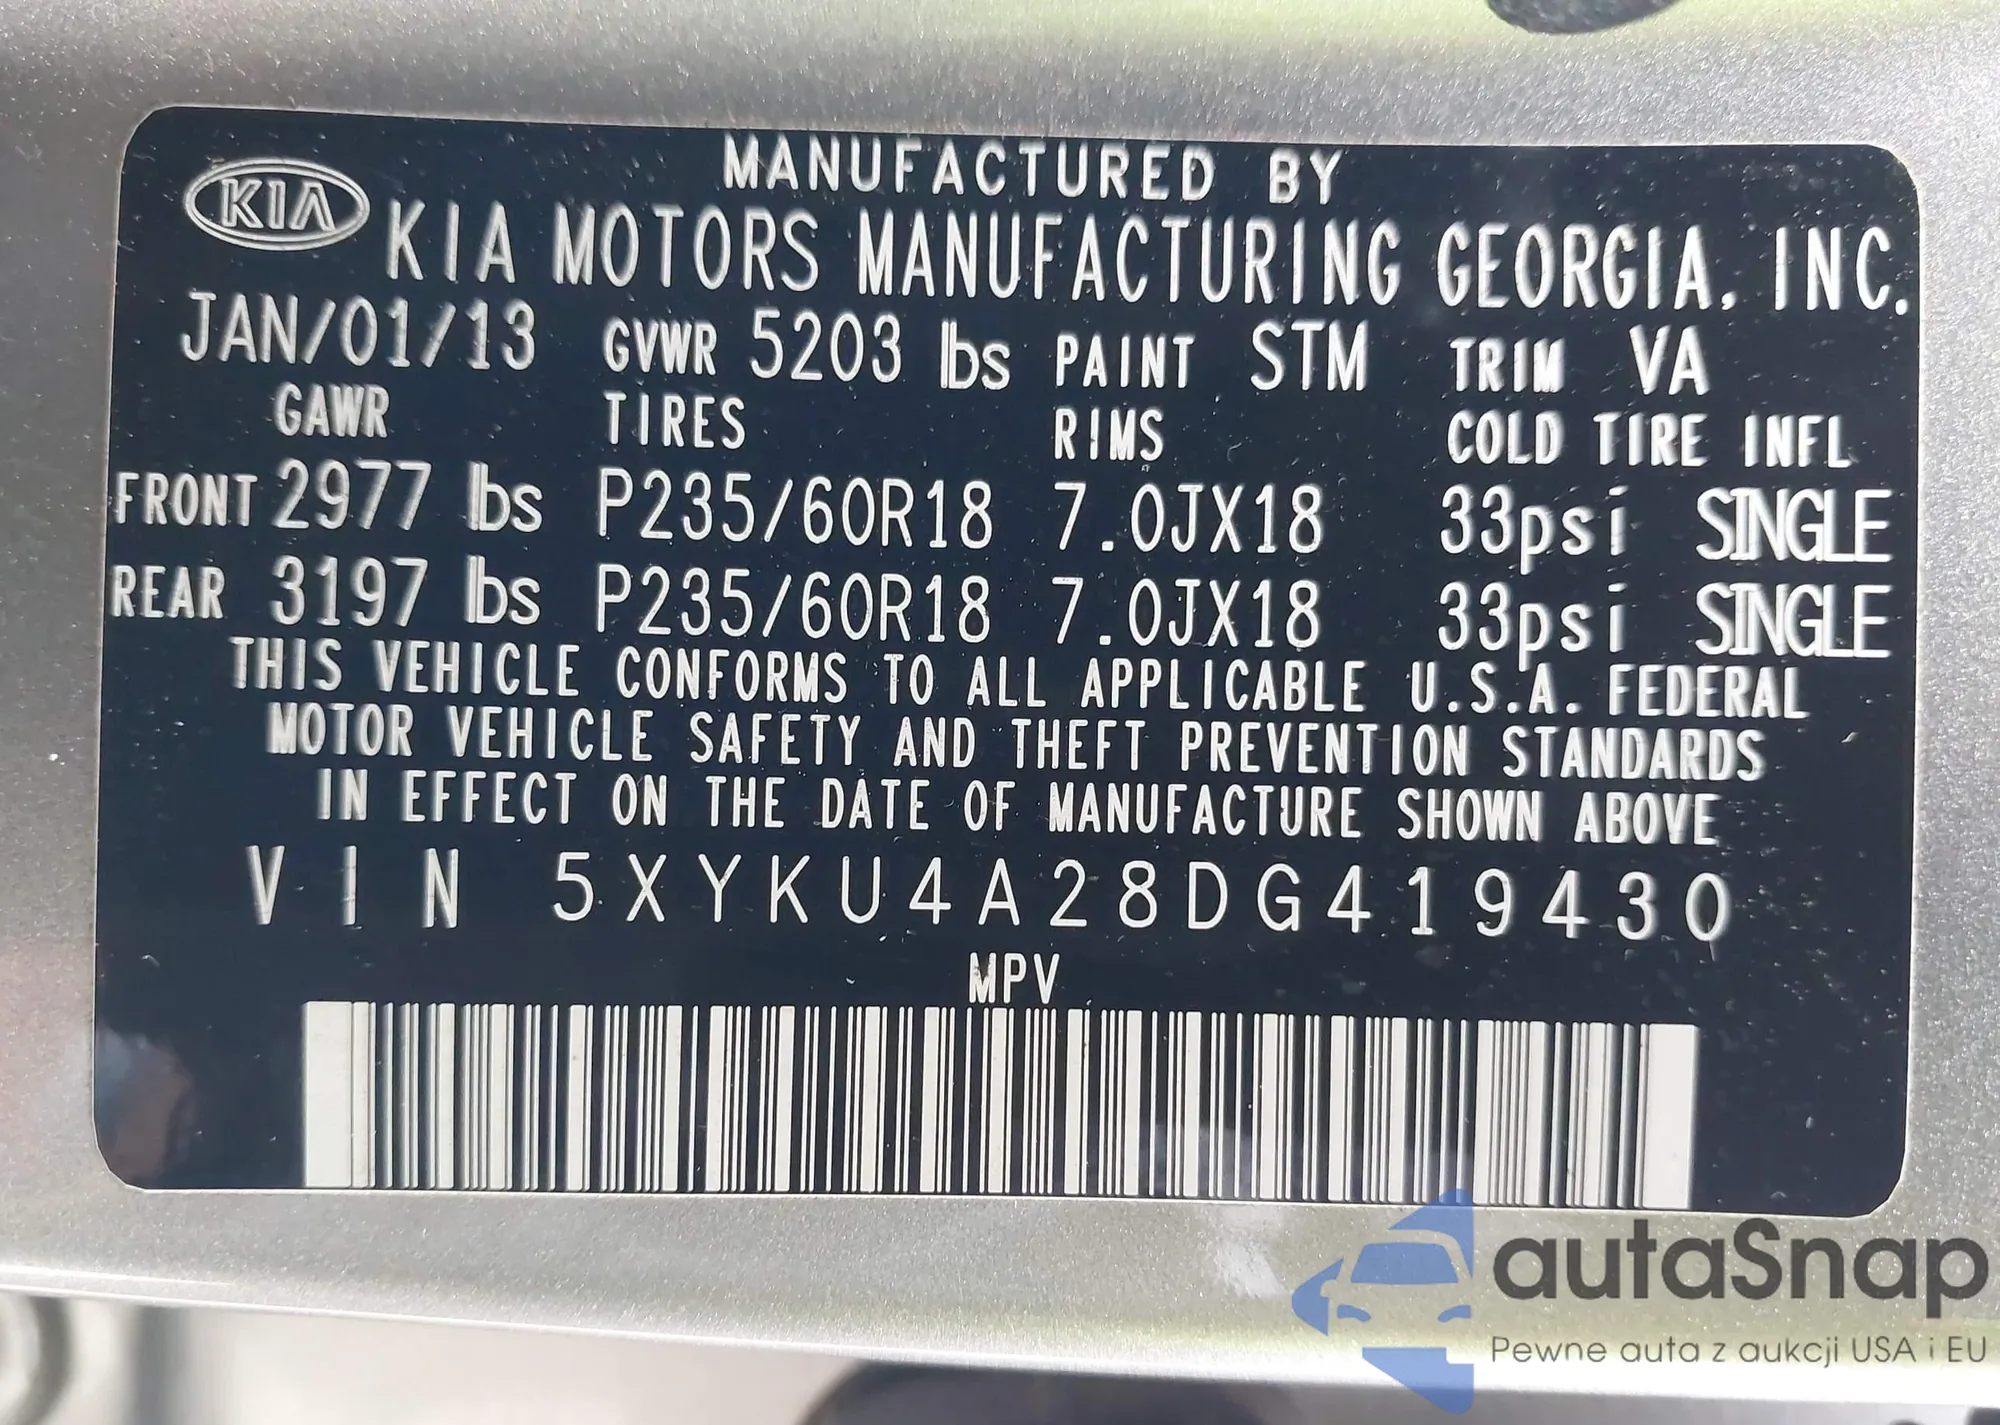 MANUFACTURED BY
KIA KIA MOTORS MANUFACTURING GEORGIA, INC.
JAN/01/13 GVWR 5203 lbs PAINT STM TRIM VA
GAWR TIRES RIMS COLD TIRE INFL
FRONT 2977 lbs P235/60R18 7.0JX18 33psi SINGLE
REAR 3197 lbs P235/60R18 7.0JX18 33psi SINGLE
THIS VEHICLE CONFORMS TO ALL APPLICABLE U.S.A. FEDERAL
MOTOR VEHICLE SAFETY AND THEFT PREVENTION STANDARDS
IN EFFECT ON THE DATE OF MANUFACTURE SHOWN ABOVE
VIN 5XYKU4A28DG419430
MPV
autaSnap
Pewne auta z aukcji USA i EU